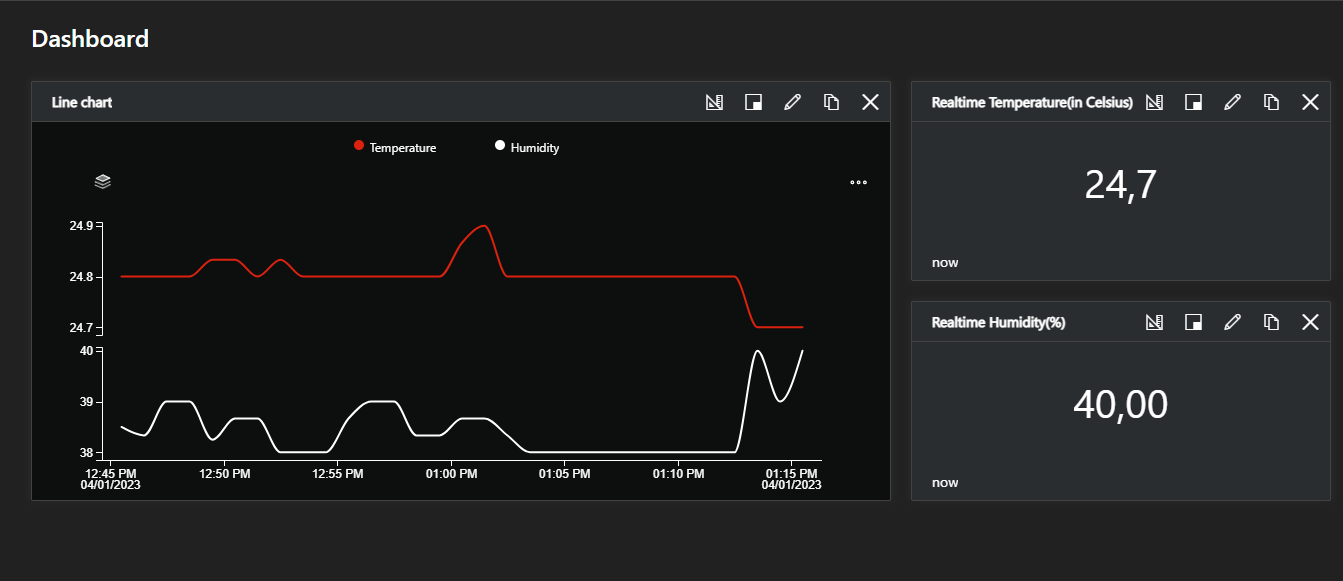 Dashboard
Line chart
Temperature
Humidity
24.9
24.8
24.7
40
39
38
12:45 PM 12:50 PM 12:55 PM 01:00 PM 01:05 PM 01:10 PM 01:15 PM
04/01/2023 04/01/2023
Realtime Temperature(in Celsius)
24,7
now
Realtime Humidity(%)
40,00
now